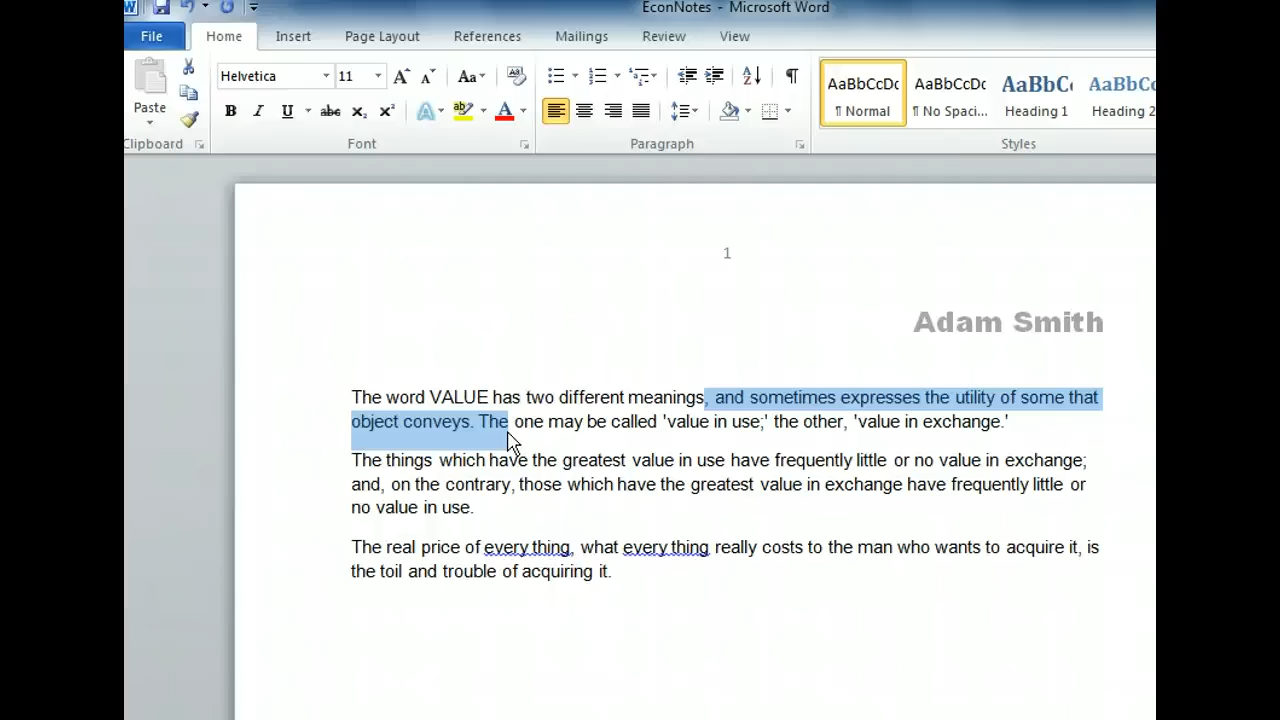 EconNotes - Microsoft Word
File Home Insert Page Layout References Mailings Review View
Helvetica 11 Aa
Paste
B I U abc x₂ x² A ab A
AaBbCcDc AaBbCcDc AaBbC AaBbCc
¶ Normal ¶ No Spaci... Heading 1 Heading 2
Clipboard Font Paragraph Styles
1
Adam Smith
The word VALUE has two different meanings, and sometimes expresses the utility of some that
object conveys. The one may be called 'value in use;' the other, 'value in exchange.'
The things which have the greatest value in use have frequently little or no value in exchange;
and, on the contrary, those which have the greatest value in exchange have frequently little or
no value in use.
The real price of every thing, what every thing really costs to the man who wants to acquire it, is
the toil and trouble of acquiring it.